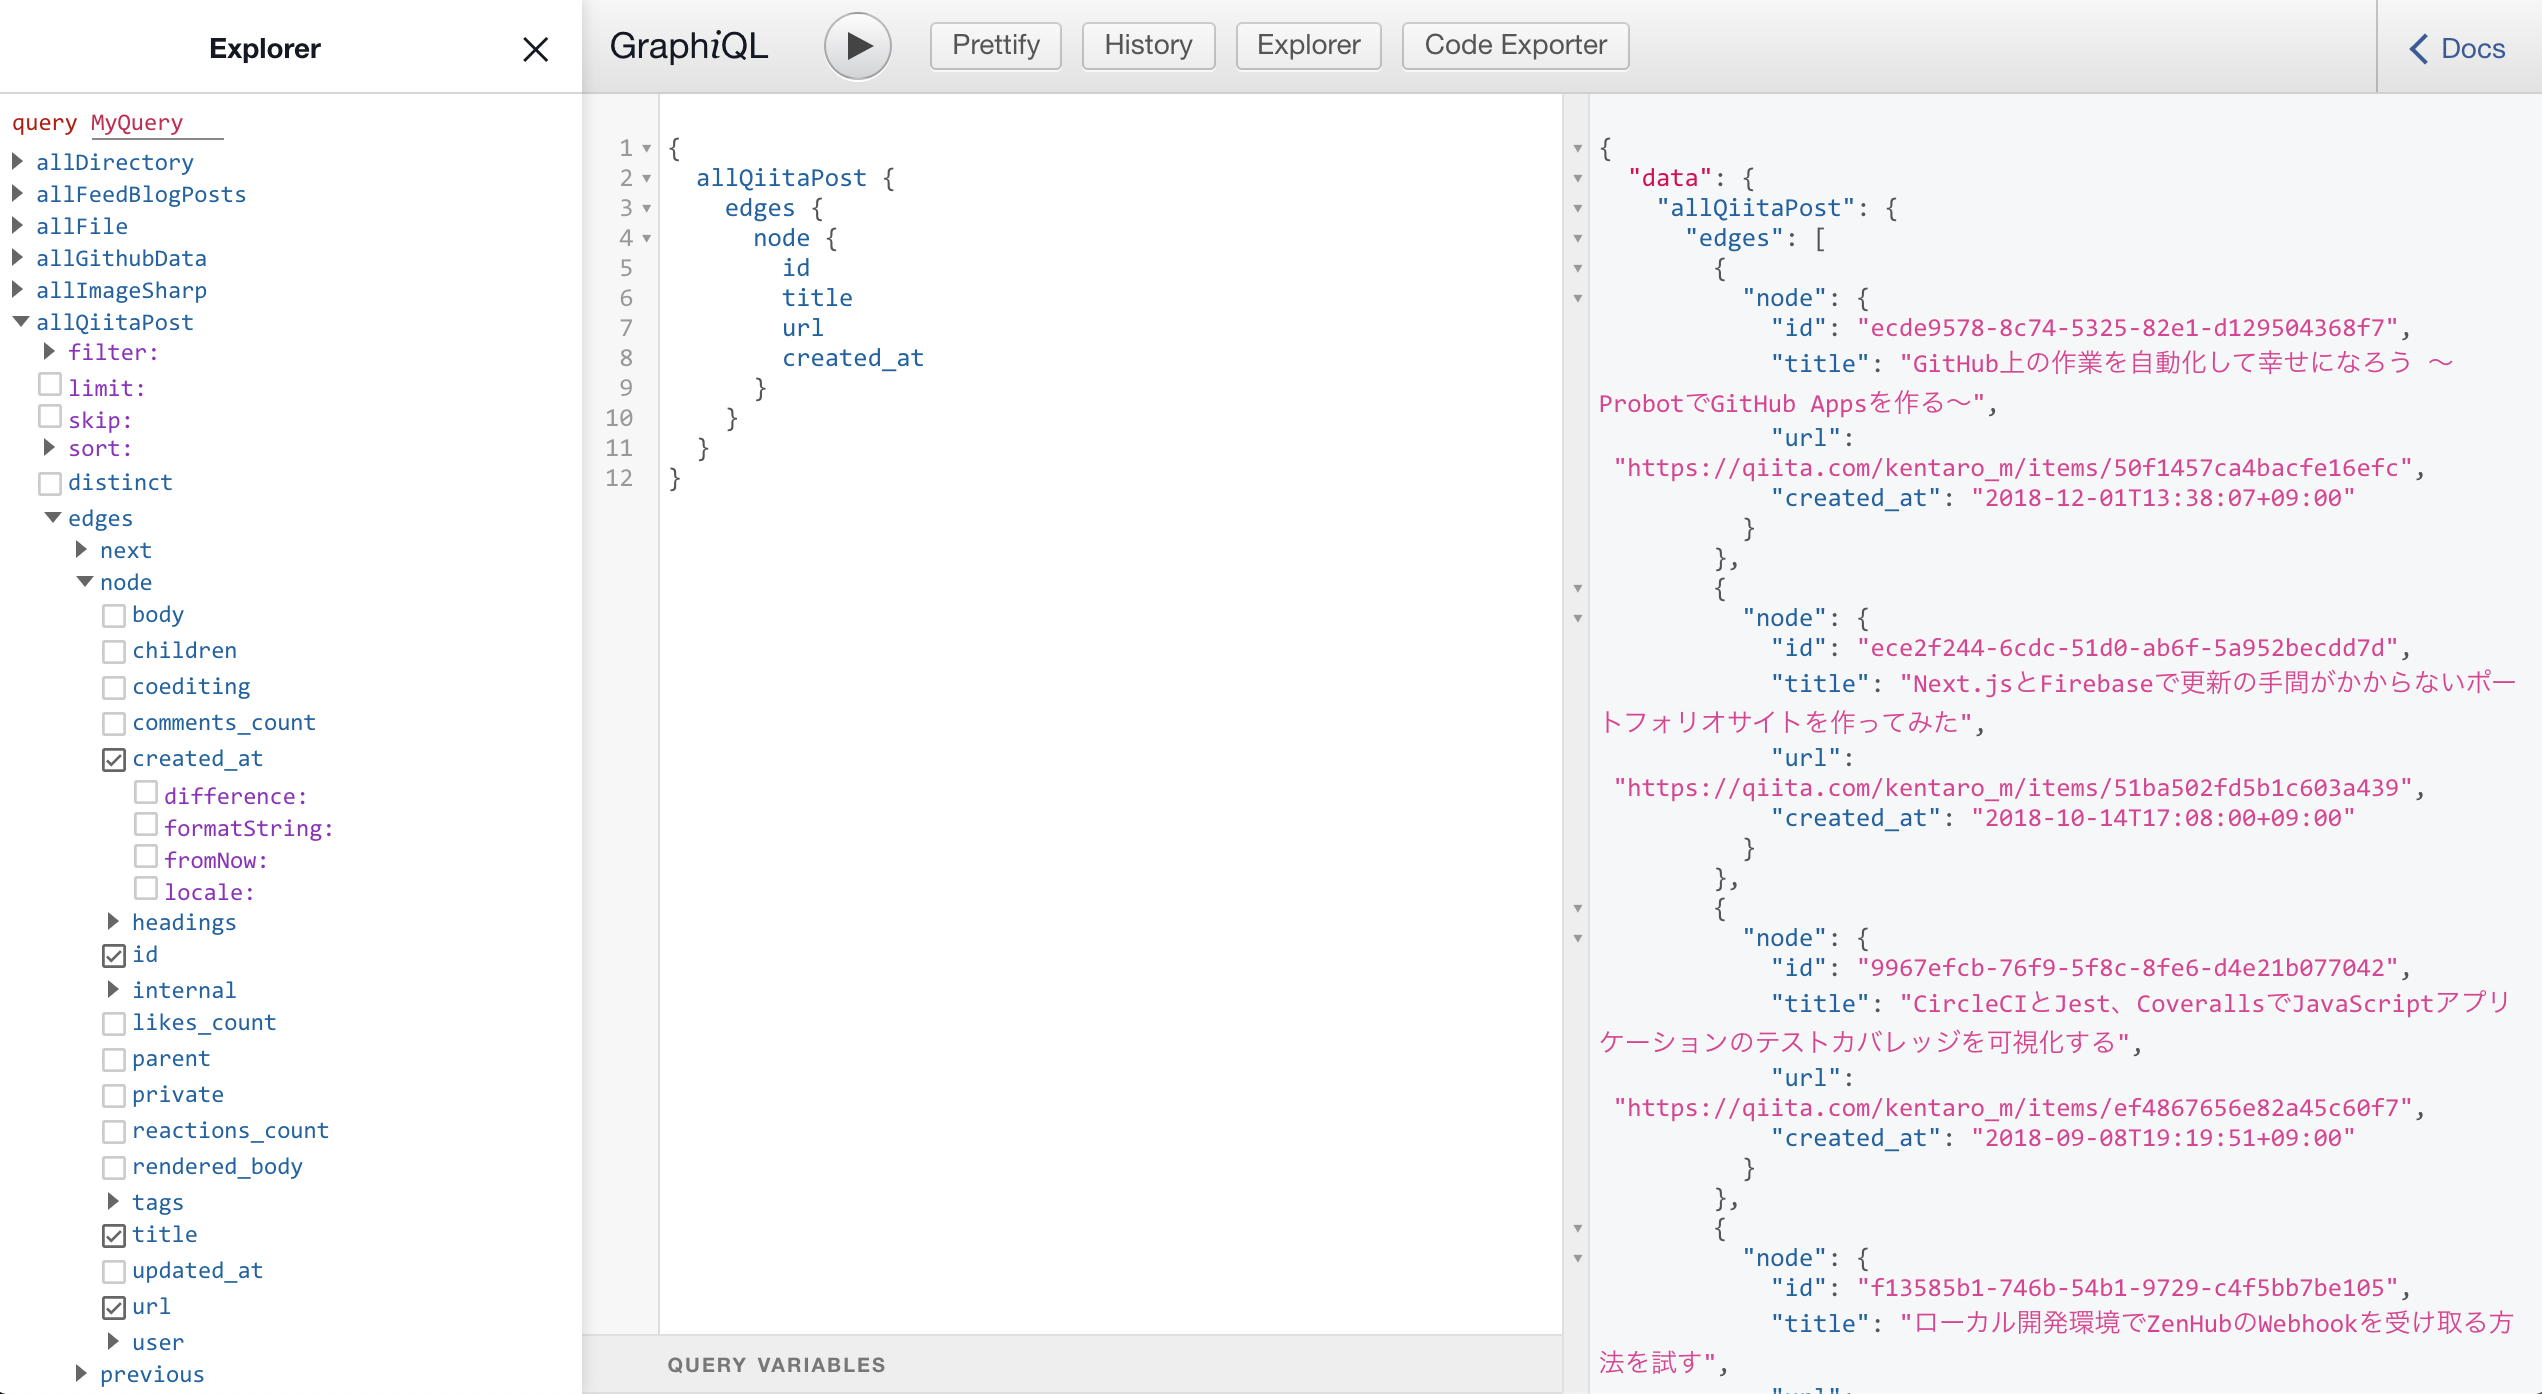 Explorer
GraphiQL
Prettify
History
Explorer
Code Exporter
Docs
query MyQuery
allDirectory
allFeedBlogPosts
allFile
allGithubData
allImageSharp
allQiitaPost
filter:
limit:
skip:
sort:
distinct
edges
next
node
body
children
coediting
comments_count
created_at
difference:
formatString:
fromNow:
locale:
headings
id
internal
likes_count
parent
private
reactions_count
rendered_body
tags
title
updated_at
url
user
previous
1 {
2 allQiitaPost {
3 edges {
4 node {
5 id
6 title
7 url
8 created_at
9 }
10 }
11 }
12 }
QUERY VARIABLES
{
"data": {
"allQiitaPost": {
"edges": [
{
"node": {
"id": "ecde9578-8c74-5325-82e1-d129504368f7",
"title": "GitHub上の作業を自動化して幸せになろう 〜
ProbotでGitHub Appsを作る〜",
"url":
"https://qiita.com/kentaro_m/items/50f1457ca4bacfe16efc",
"created_at": "2018-12-01T13:38:07+09:00"
}
},
{
"node": {
"id": "ece2f244-6cdc-51d0-ab6f-5a952becdd7d",
"title": "Next.jsとFirebaseで更新の手間がかからないポー
トフォリオサイトを作ってみた",
"url":
"https://qiita.com/kentaro_m/items/51ba502fd5b1c603a439",
"created_at": "2018-10-14T17:08:00+09:00"
}
},
{
"node": {
"id": "9967efcb-76f9-5f8c-8fe6-d4e21b077042",
"title": "CircleCIとJest、CoverallsでJavaScriptアプリ
ケーションのテストカバレッジを可視化する",
"url":
"https://qiita.com/kentaro_m/items/ef4867656e82a45c60f7",
"created_at": "2018-09-08T19:19:51+09:00"
}
},
{
"node": {
"id": "f13585b1-746b-54b1-9729-c4f5bb7be105",
"title": "ローカル開発環境でZenHubのWebhookを受け取る方
法を試す",